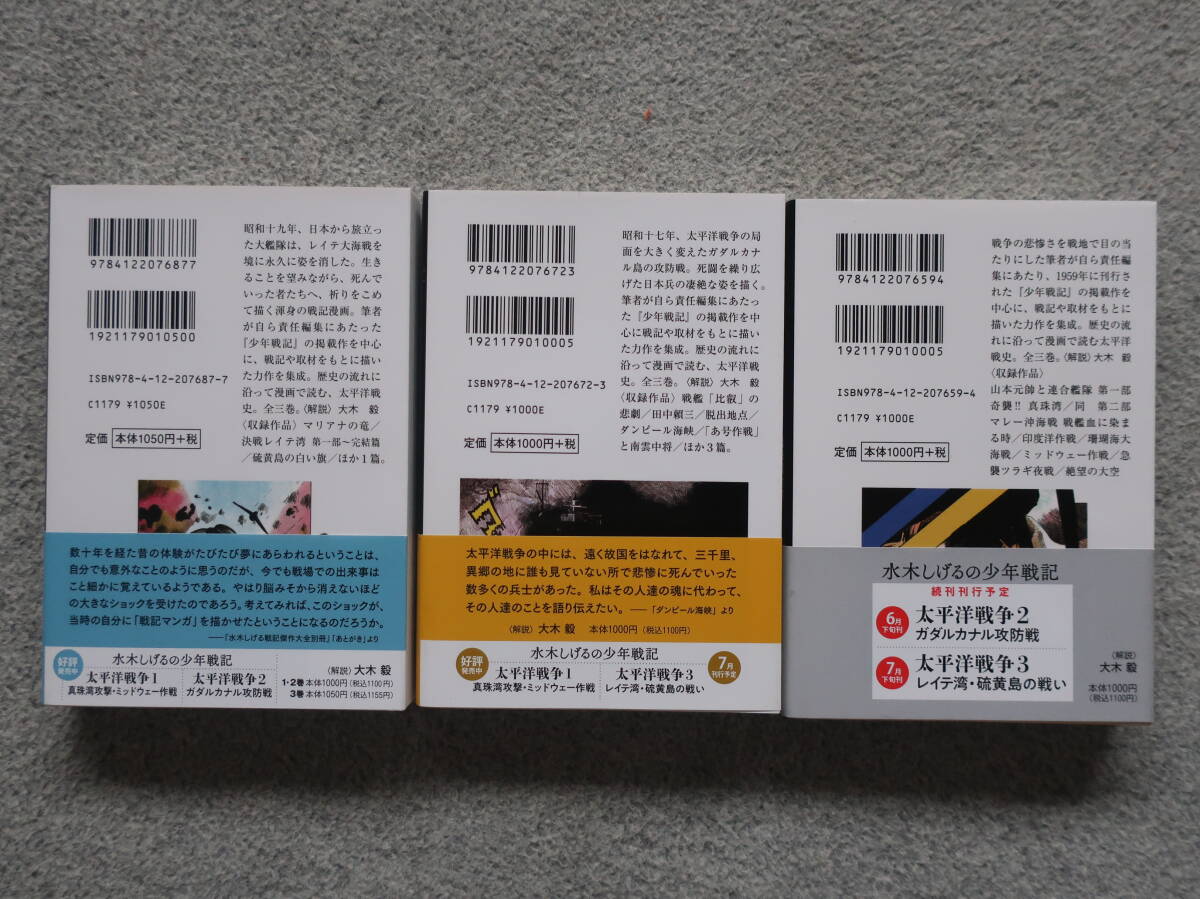 9784122076877
1921179010500
ISBN978-4-12-207687-7
C1179 ¥1050E
定価 本体1050円+税
昭和十九年、日本から旅立っ
た大艦隊は、レイテ大海戦を
境に永久に姿を消した。生き
ることを望みながら、死んで
いった者たちへ、祈りをこめ
て描く渾身の戦記漫画。筆者
が自ら責任編集にあたった
『少年戦記』の掲載作を中心
に、戦記や取材をもとに描い
た力作を集成。歴史の流れに
沿って漫画で読む、太平洋戦
史。全三巻。〈解説〉大木 毅
〈収録作品〉マリアナの竜/
決戦レイテ湾 第一部~完結篇
/硫黄島の白い旗/ほか1篇。
数十年を経た昔の体験がたびたび夢にあらわれるということは、
自分でも意外なことのように思うのだが、今でも戦場での出来事は
こと細かに覚えているようである。やはり脳みそから消えないほど
の大きなショックを受けたのであろう。考えてみれば、このショックが、
当時の自分に「戦記マンガ」を描かせたということになるのだろうか。
──「水木しげる戦記傑作大全別冊」「あとがき」より
好評
発売中
水木しげるの少年戦記
太平洋戦争1
真珠湾攻撃・ミッドウェー作戦
太平洋戦争2
ガダルカナル攻防戦
〈解説〉大木 毅
1・2巻 本体1000円(税込1100円)
3巻 本体1050円(税込1155円)
9784122076723
1921179010005
ISBN978-4-12-207672-3
C1179 ¥1000E
定価 本体1000円+税
昭和十七年、太平洋戦争の局
面を大きく変えたガダルカナ
ル島の攻防戦。死闘を繰り広
げた日本兵の凄絶な姿を描く。
筆者が自ら責任編集にあたっ
た『少年戦記』の掲載作を中
心に戦記や取材をもとに描い
た力作を集成。歴史の流れに
沿って漫画で読む、太平洋戦
史。全三巻。〈解説〉大木 毅
〈収録作品〉戦艦「比叡」の
悲劇/田中頼三/脱出地点/
ダンピール海峡/「あ号作戦」
と南雲中将/ほか3篇。
太平洋戦争の中には、遠く故国をはなれて、三千里、
異郷の地に誰も見ていない所で悲惨に死んでいった
数多くの兵士があった。私はその人達の魂に代わって、
その人達のことを語り伝えたい。──「ダンピール海峡」より
〈解説〉大木 毅 本体1000円(税込1100円)
好評
発売中
水木しげるの少年戦記
太平洋戦争1
真珠湾攻撃・ミッドウェー作戦
太平洋戦争3
レイテ湾・硫黄島の戦い
7月
刊行予定
9784122076594
1921179010005
ISBN978-4-12-207659-4
C1179 ¥1000E
定価 本体1000円+税
戦争の悲惨さを戦地で目の当
たりにした筆者が自ら責任編
集にあたり、1959年に刊行さ
れた『少年戦記』の掲載作を
中心に、戦記や取材をもとに
描いた力作を集成。歴史の流
れに沿って漫画で読む太平洋
戦史。全三巻。〈解説〉大木 毅
〈収録作品〉
山本元帥と連合艦隊 第一部
奇襲!! 真珠湾/同 第二部
マレー沖海戦 戦艦血に染ま
る時/印度洋作戦/珊瑚海大
海戦/ミッドウェー作戦/急
襲ツラギ夜戦/絶望の大空
水木しげるの少年戦記
続刊刊行予定
6月
下旬刊
太平洋戦争2
ガダルカナル攻防戦
7月
下旬刊
太平洋戦争3
レイテ湾・硫黄島の戦い
〈解説〉
大木 毅
本体1000円
(税込1100円)